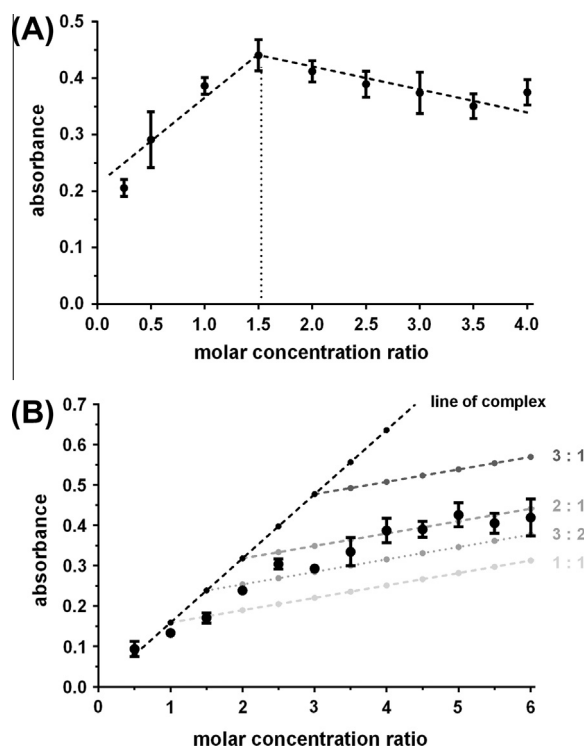 (A)
0.5
0.4
0.3
0.2
0.1
0.0
absorbance
0.0 0.5 1.0 1.5 2.0 2.5 3.0 3.5 4.0
molar concentration ratio
(B)
0.7
0.6
0.5
0.4
0.3
0.2
0.1
0.0
absorbance
line of complex
3 : 1
2 : 1
3 : 2
1 : 1
0 1 2 3 4 5 6
molar concentration ratio